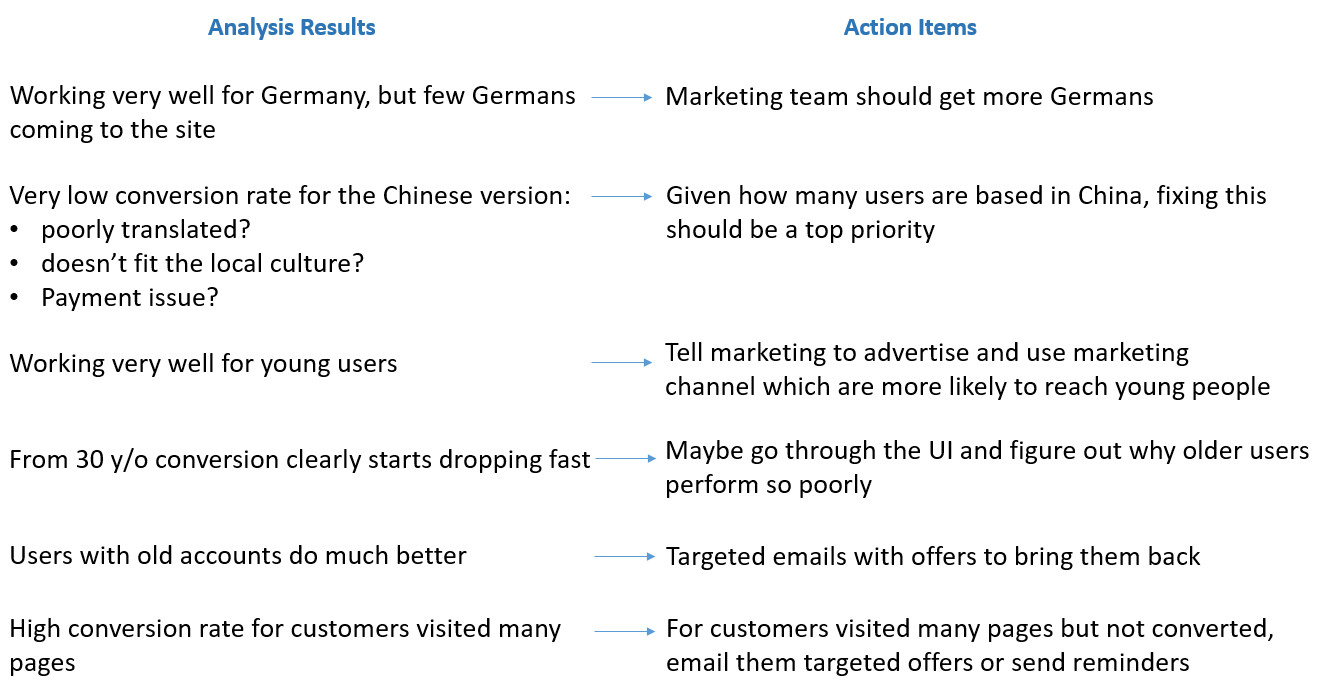 Analysis Results
Action Items
Working very well for Germany, but few Germans
coming to the site
Marketing team should get more Germans
Very low conversion rate for the Chinese version:
• poorly translated?
• doesn’t fit the local culture?
• Payment issue?
Given how many users are based in China, fixing this
should be a top priority
Working very well for young users
Tell marketing to advertise and use marketing
channel which are more likely to reach young people
From 30 y/o conversion clearly starts dropping fast
Maybe go through the UI and figure out why older users
perform so poorly
Users with old accounts do much better
Targeted emails with offers to bring them back
High conversion rate for customers visited many
pages
For customers visited many pages but not converted,
email them targeted offers or send reminders